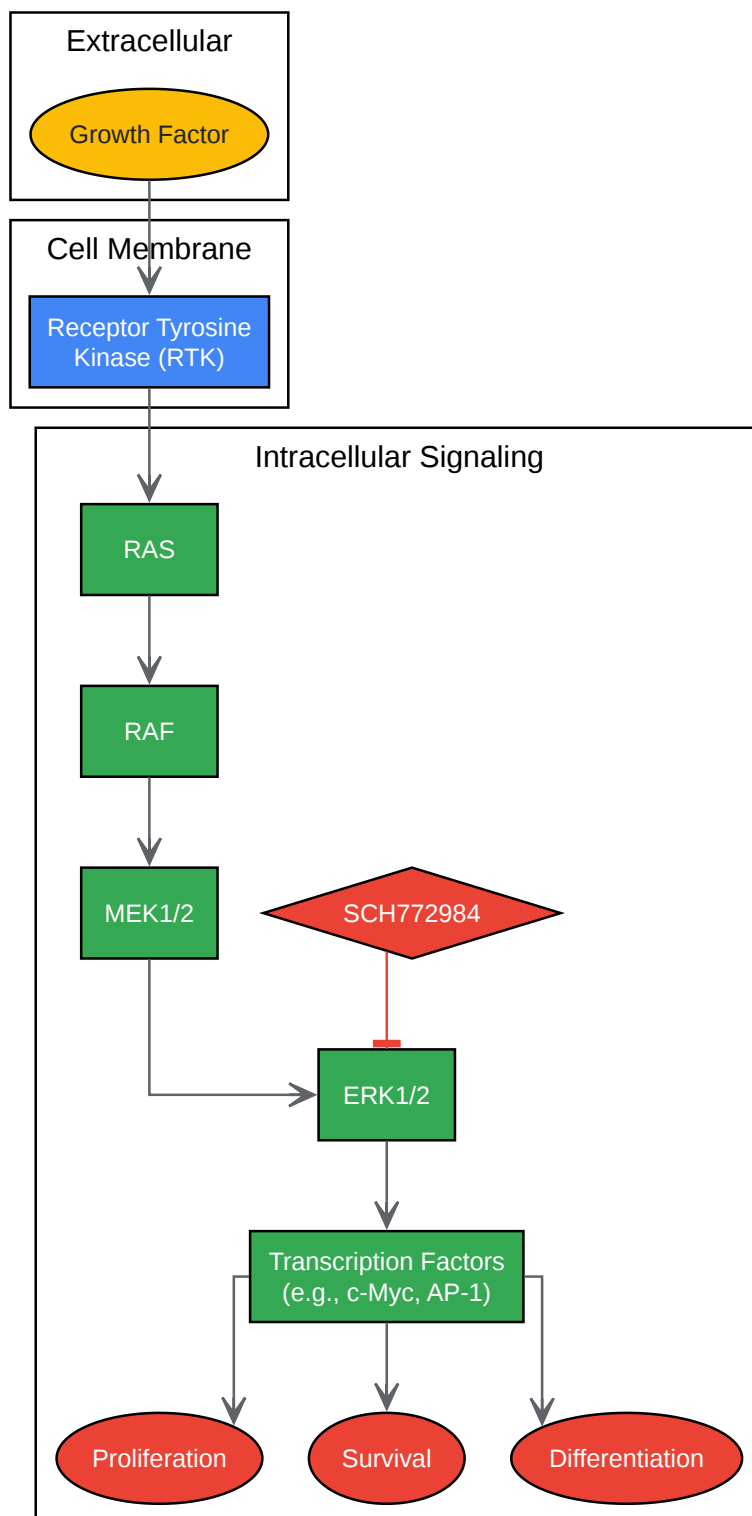 Extracellular
Growth Factor
Cell Membrane
Receptor Tyrosine
Kinase (RTK)
Intracellular Signaling
RAS
RAF
MEK1/2
SCH772984
ERK1/2
Transcription Factors
(e.g., c-Myc, AP-1)
Proliferation
Survival
Differentiation